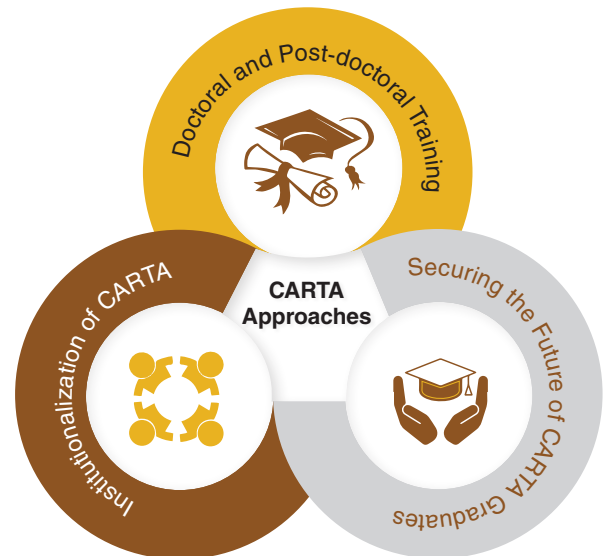 Doctoral and Post-doctoral Training
Institutionalization of CARTA
CARTA
Approaches
Securing the Future of CARTA Graduates